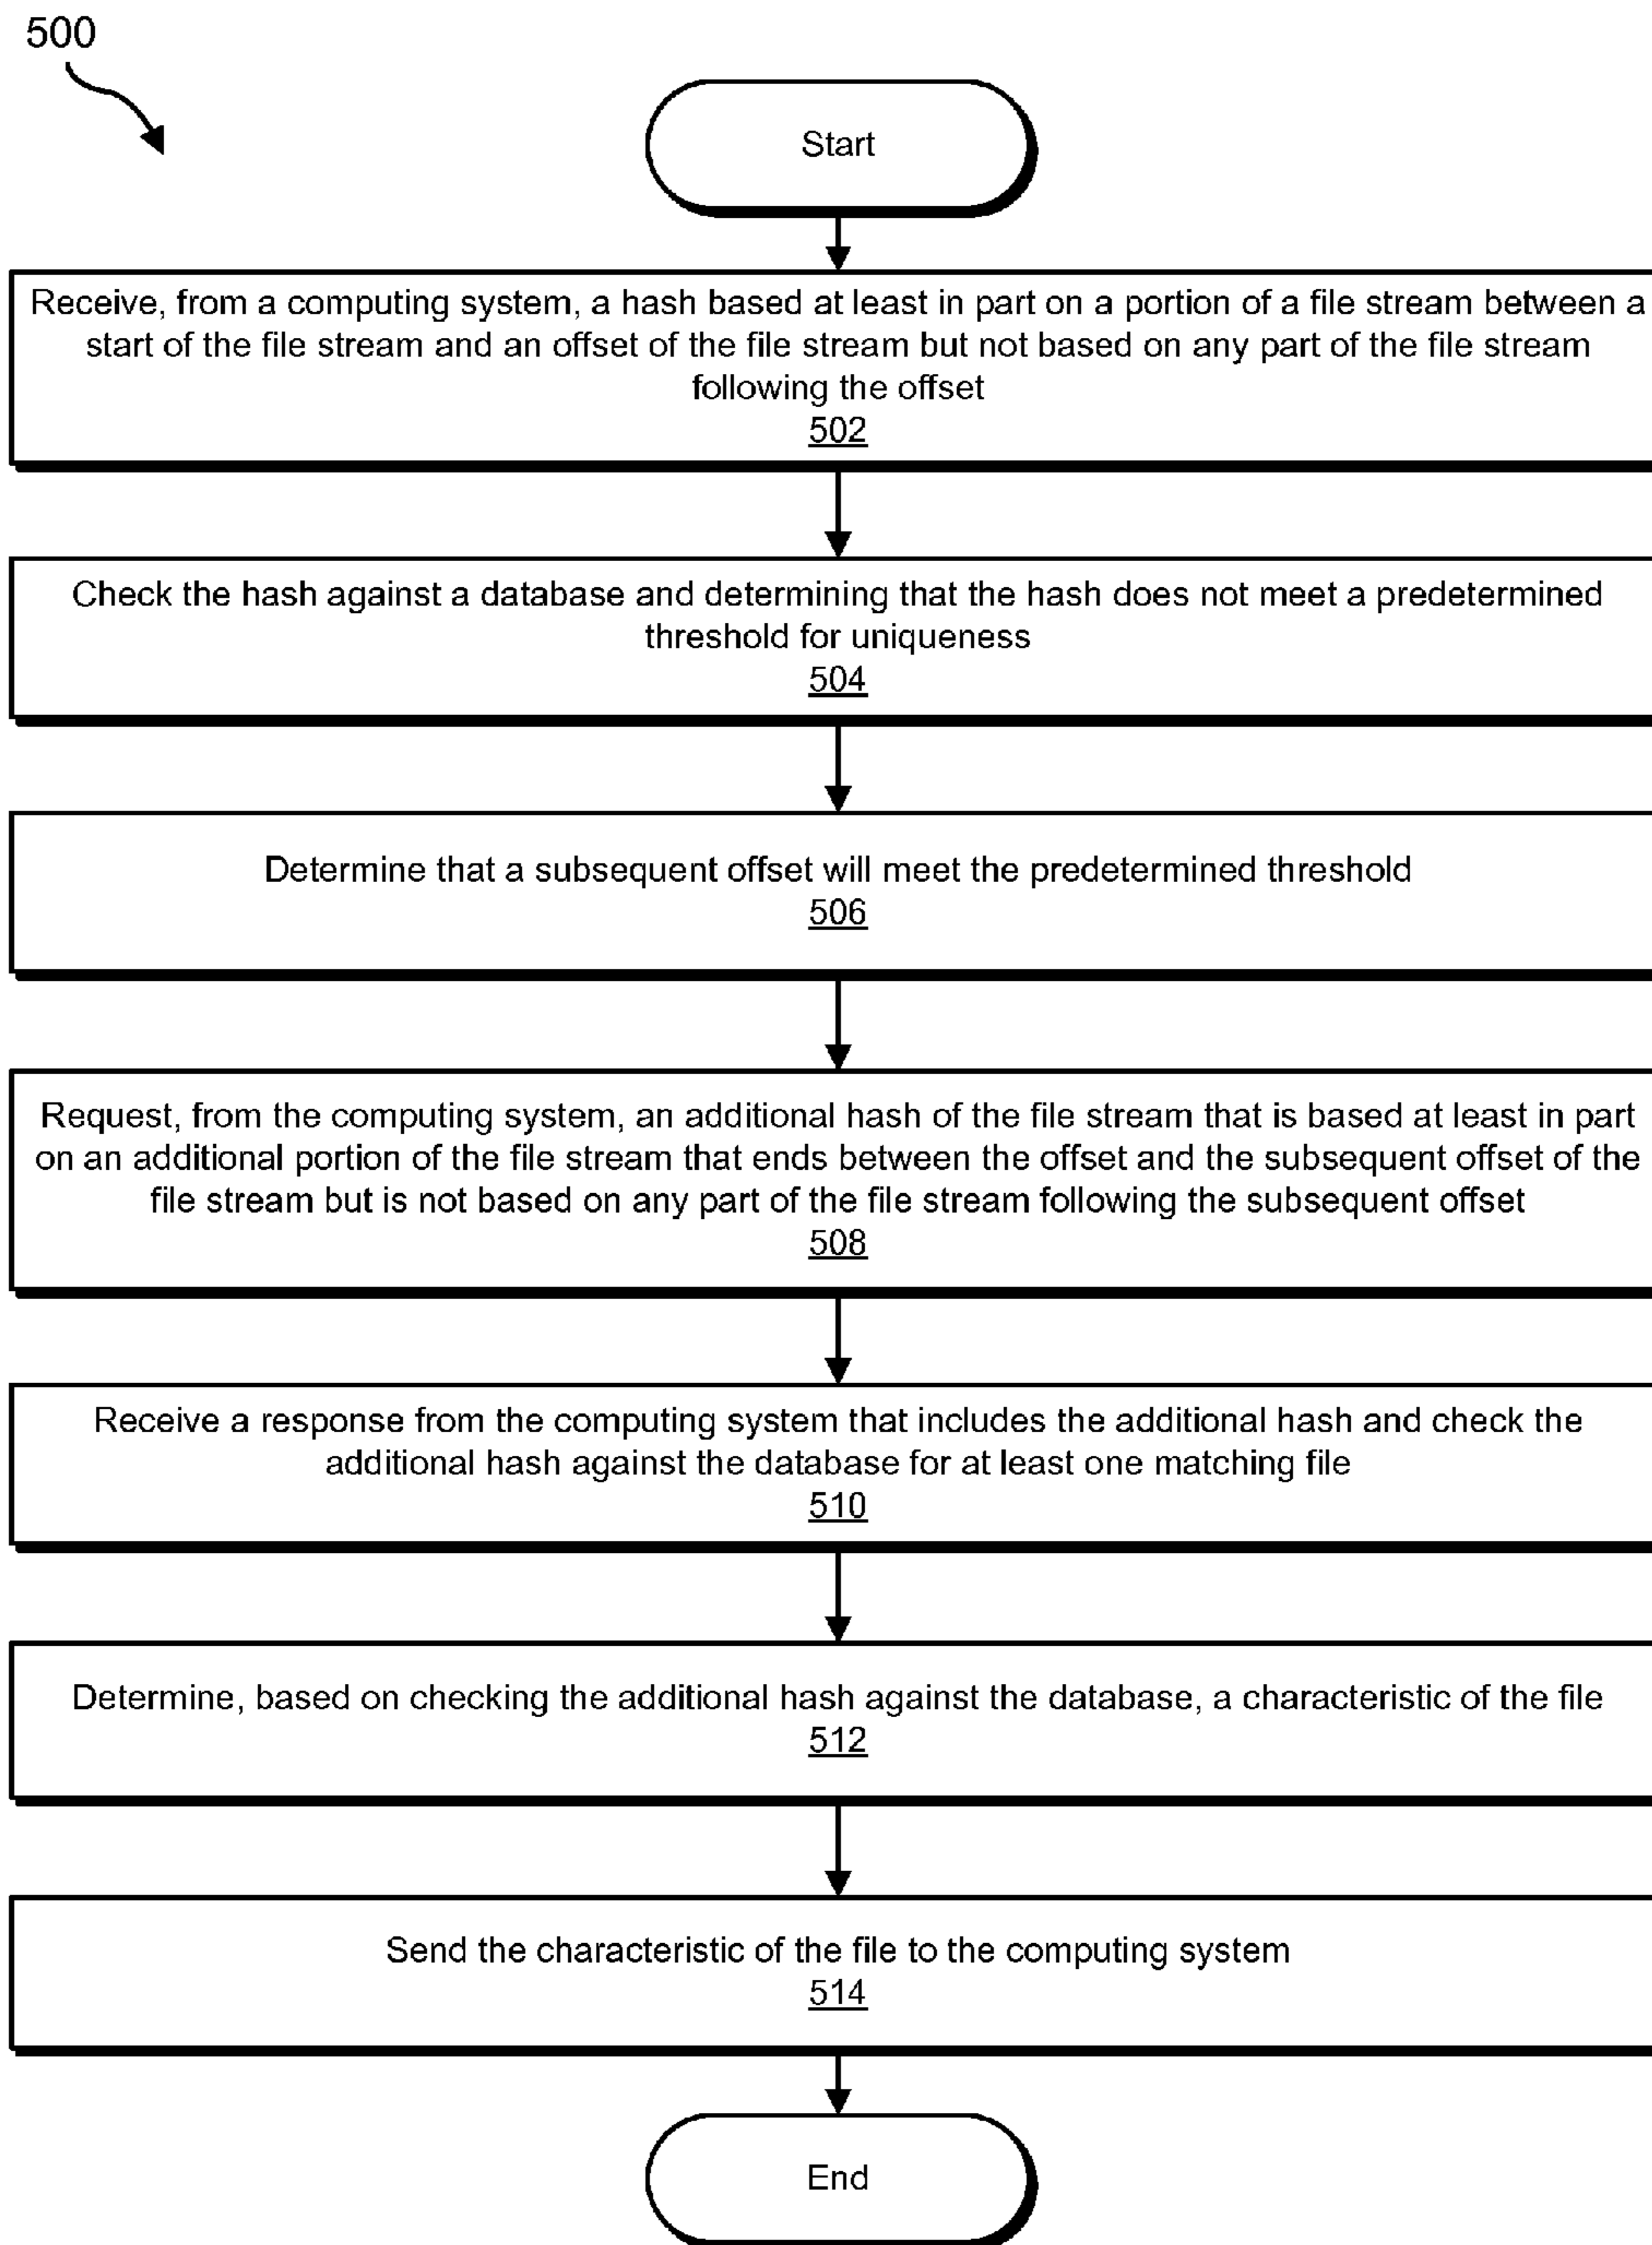 500
Start
Receive, from a computing system, a hash based at least in part on a portion of a file stream between a
start of the file stream and an offset of the file stream but not based on any part of the file stream
following the offset
502
Check the hash against a database and determining that the hash does not meet a predetermined
threshold for uniqueness
504
Determine that a subsequent offset will meet the predetermined threshold
506
Request, from the computing system, an additional hash of the file stream that is based at least in part
on an additional portion of the file stream that ends between the offset and the subsequent offset of the
file stream but is not based on any part of the file stream following the subsequent offset
508
Receive a response from the computing system that includes the additional hash and check the
additional hash against the database for at least one matching file
510
Determine, based on checking the additional hash against the database, a characteristic of the file
512
Send the characteristic of the file to the computing system
514
End